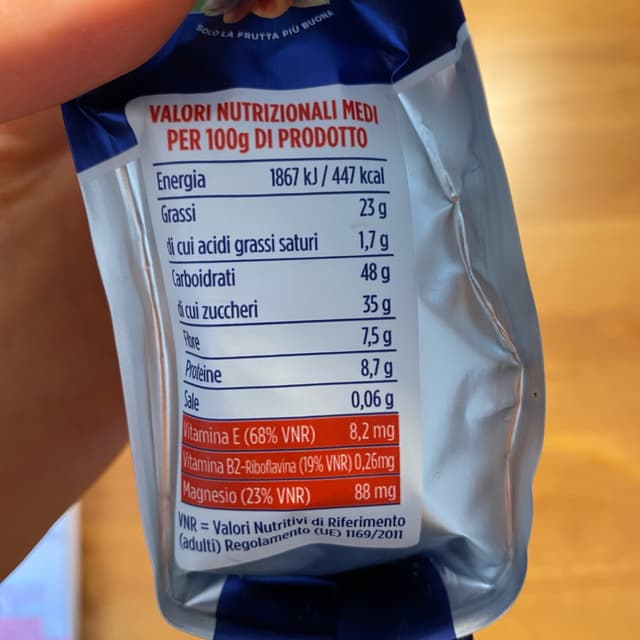 SOLO LA FRUTTA PIÙ BUONA
VALORI NUTRIZIONALI MEDI
PER 100g DI PRODOTTO
Energia 1867 kJ / 447 kcal
Grassi 23 g
di cui acidi grassi saturi 1,7 g
Carboidrati 48 g
di cui zuccheri 35 g
Fibre 7,5 g
Proteine 8,7 g
Sale 0,06 g
Vitamina E (68% VNR) 8,2 mg
Vitamina B2-Riboflavina (19% VNR) 0,26mg
Magnesio (23% VNR) 88 mg
VNR = Valori Nutritivi di Riferimento
(adulti) Regolamento (UE) 1169/2011